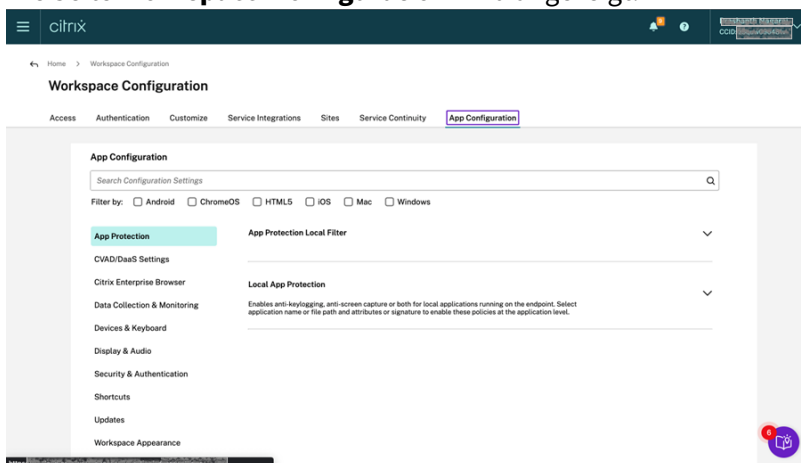 citrix
Home > Workspace Configuration
Workspace Configuration
Access Authentication Customize Service Integrations Sites Service Continuity App Configuration
App Configuration
Search Configuration Settings
Filter by: Android ChromeOS HTML5 iOS Mac Windows
App Protection
App Protection Local Filter
CVAD/DaaS Settings
Citrix Enterprise Browser
Local App Protection
Enables anti-keylogging, anti-screen capture or both for local applications running on the endpoint. Select
application name or file path and attributes or signature to enable these policies at the application level.
Data Collection & Monitoring
Devices & Keyboard
Display & Audio
Security & Authentication
Shortcuts
Updates
Workspace Appearance
6